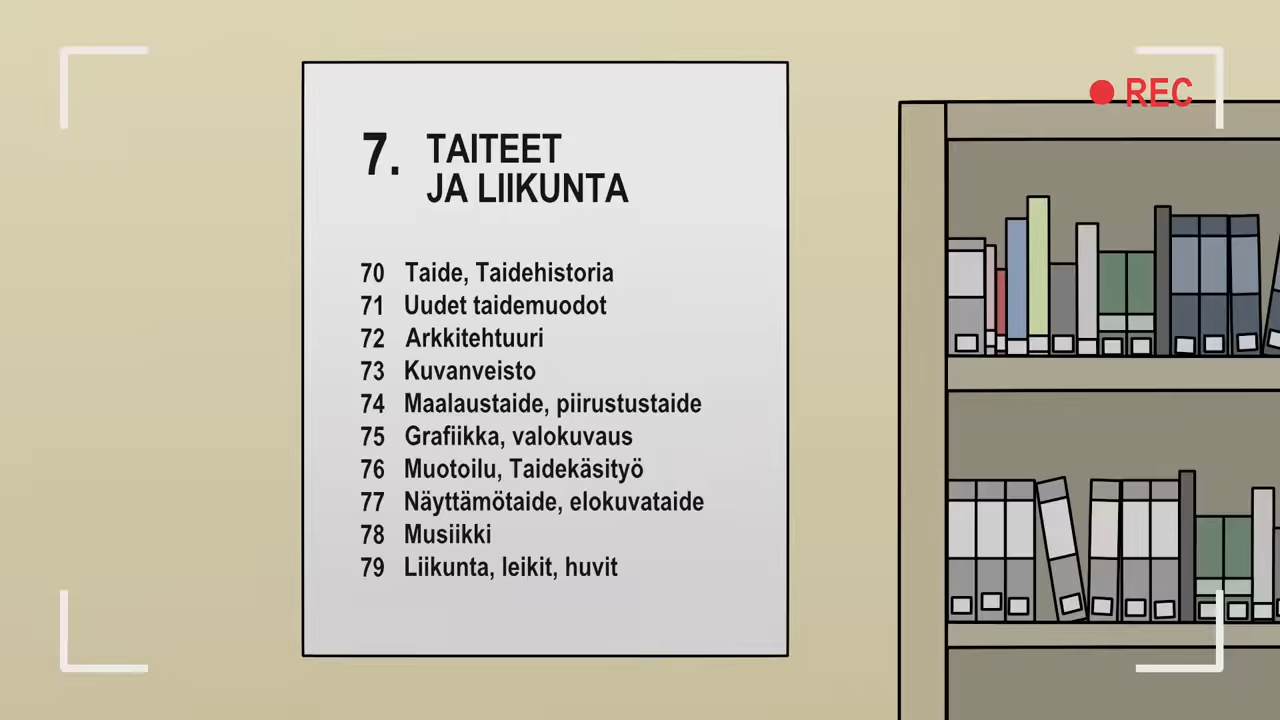 REC
7. TAITEET
JA LIIKUNTA
70 Taide, Taidehistoria
71 Uudet taidemuodot
72 Arkkitehtuuri
73 Kuvanveisto
74 Maalaustaide, piirustustaide
75 Grafiikka, valokuvaus
76 Muotoilu, Taidekäsityö
77 Näyttämötaide, elokuvataide
78 Musiikki
79 Liikunta, leikit, huvit